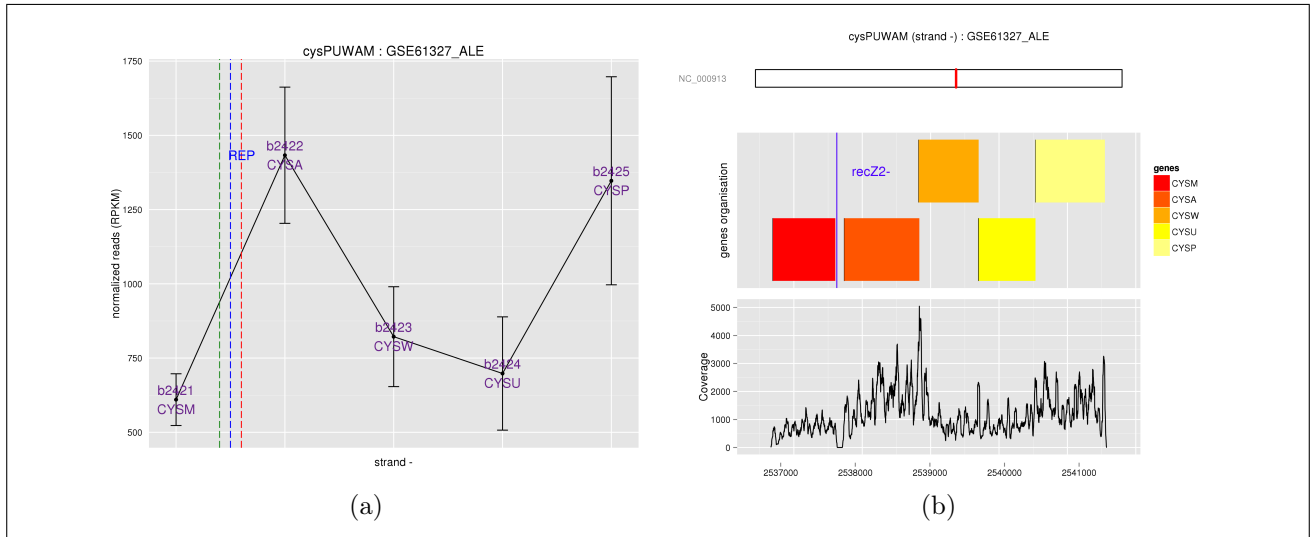 cysPUWAM : GSE61327_ALE
1750
1500
1250
1000
750
500
normalized reads (RPKM)
REP
b2421
CYSM
b2422
CYSA
b2423
CYSW
b2424
CYSU
b2425
CYSP
strand -
(a)
cysPUWAM (strand -) : GSE61327_ALE
NC_000913
genes organisation
recZ2-
genes
CYSM
CYSA
CYSW
CYSU
CYSP
Coverage
5000
4000
3000
2000
1000
0
2537000
2538000
2539000
2540000
2541000
(b)